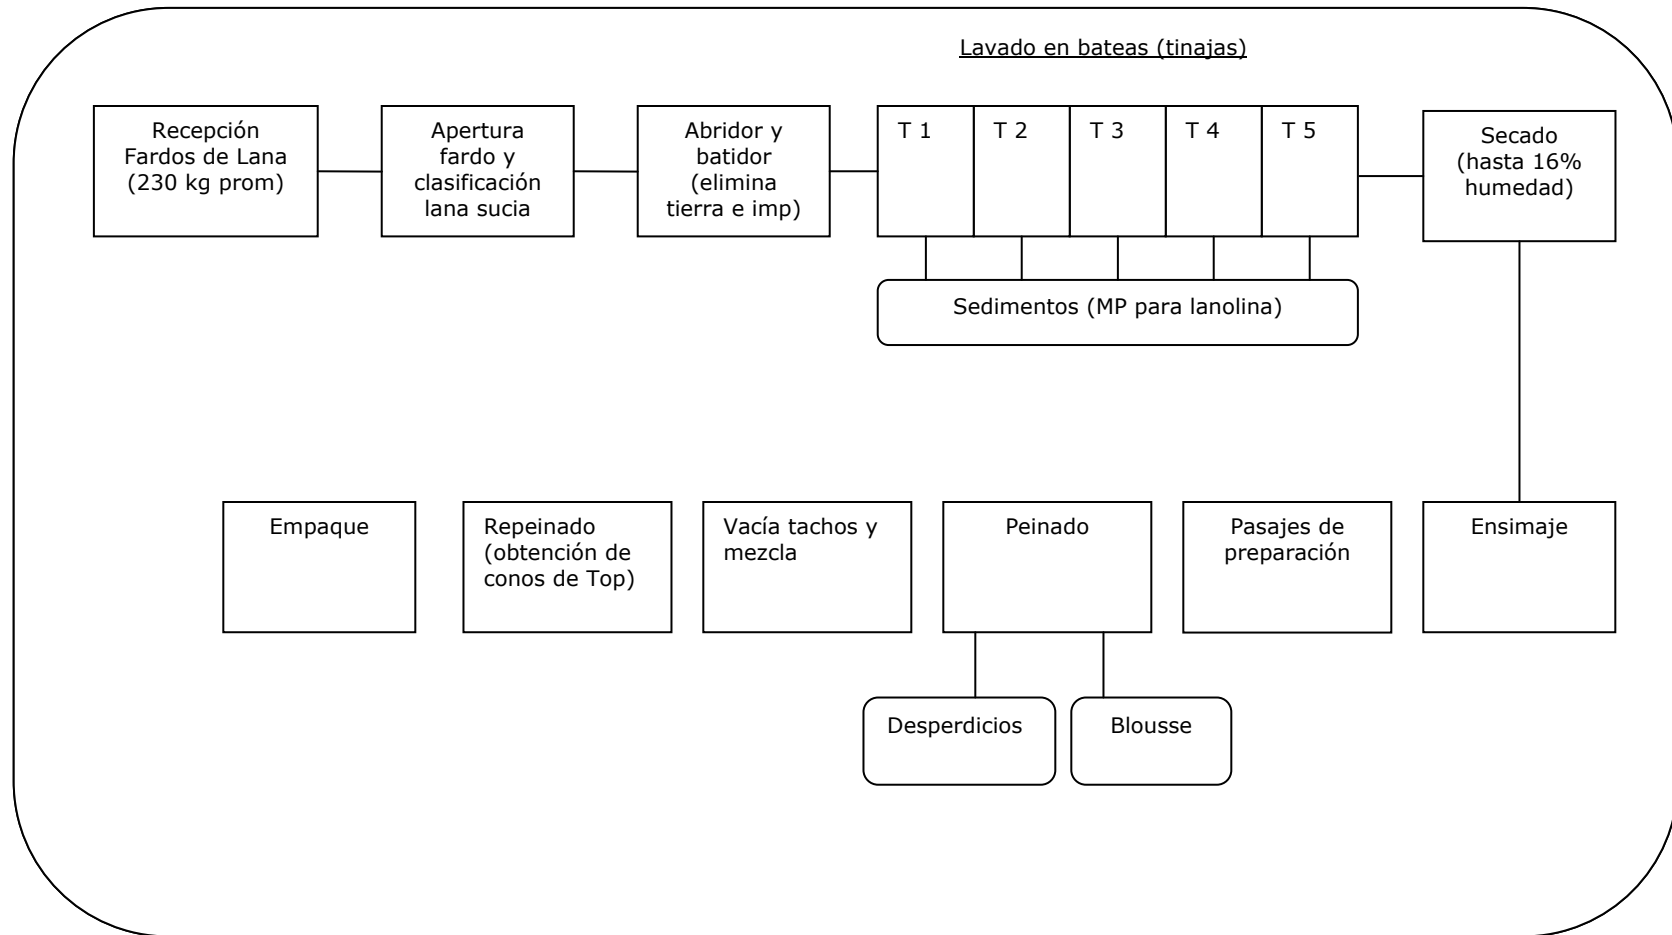 Lavado en bateas (tinajas)
Recepción
Fardos de Lana
(230 kg prom)
Apertura
fardo y
clasificación
lana sucia
Abridor y
batidor
(elimina
tierra e imp)
T 1
T 2
T 3
T 4
T 5
Secado
(hasta 16%
humedad)
Sedimentos (MP para lanolina)
Empaque
Repeinado
(obtención de
conos de Top)
Vacía tachos y
mezcla
Peinado
Pasajes de
preparación
Ensimaje
Desperdicios
Blousse